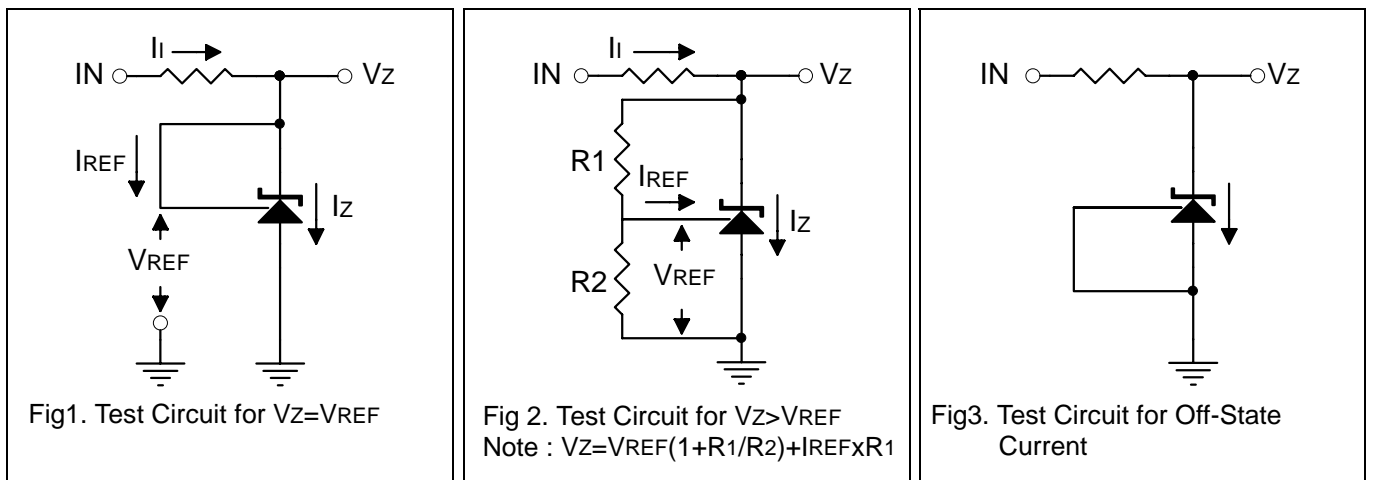 II
IN
VZ
IREF
IZ
VREF
Fig1. Test Circuit for VZ=VREF
II
IN
VZ
R1
IREF
IZ
R2
VREF
Fig 2. Test Circuit for VZ>VREF
Note : VZ=VREF(1+R1/R2)+IREFxR1
IN
VZ
Fig3. Test Circuit for Off-State
Current